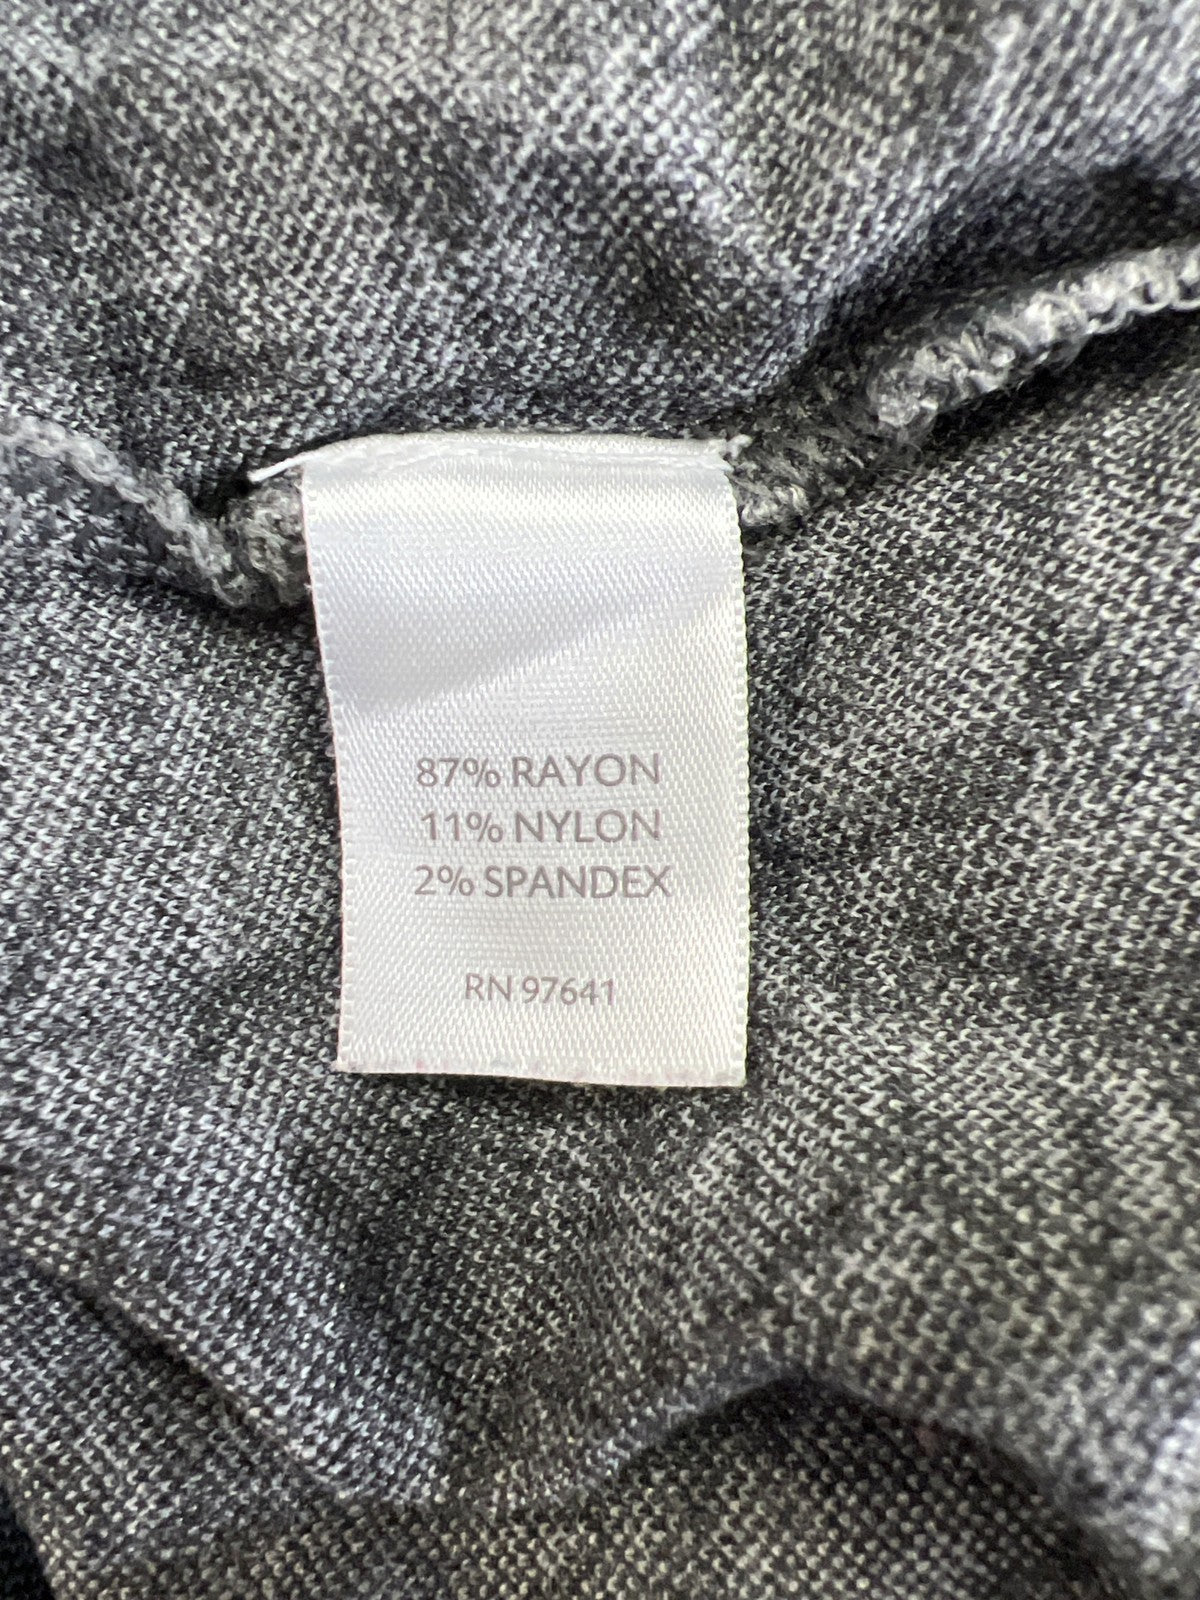 87% RAYON
11% NYLON
2% SPANDEX
RN 97641